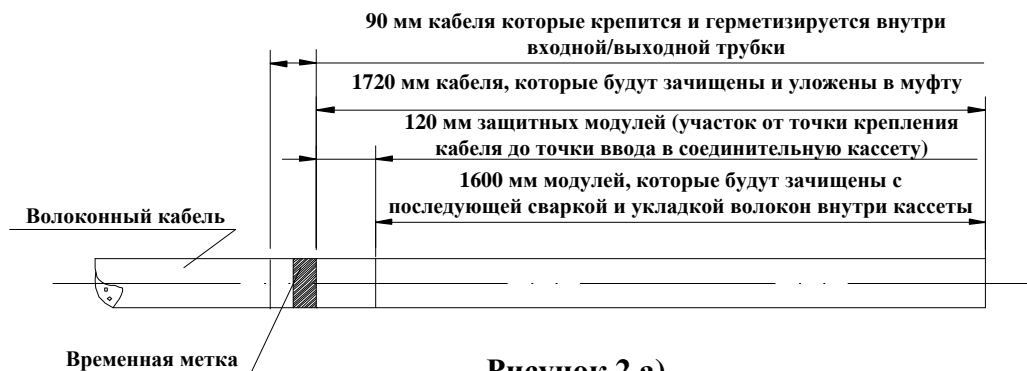 90 мм кабеля которые крепится и герметизируется внутри
входной/выходной трубки
1720 мм кабеля, которые будут зачищены и уложены в муфту
120 мм защитных модулей (участок от точки крепления
кабеля до точки ввода в соединительную кассету)
1600 мм модулей, которые будут зачищены с
последующей сваркой и укладкой волокон внутри кассеты
Волоконный кабель
Временная метка
Рисунок 2 а)